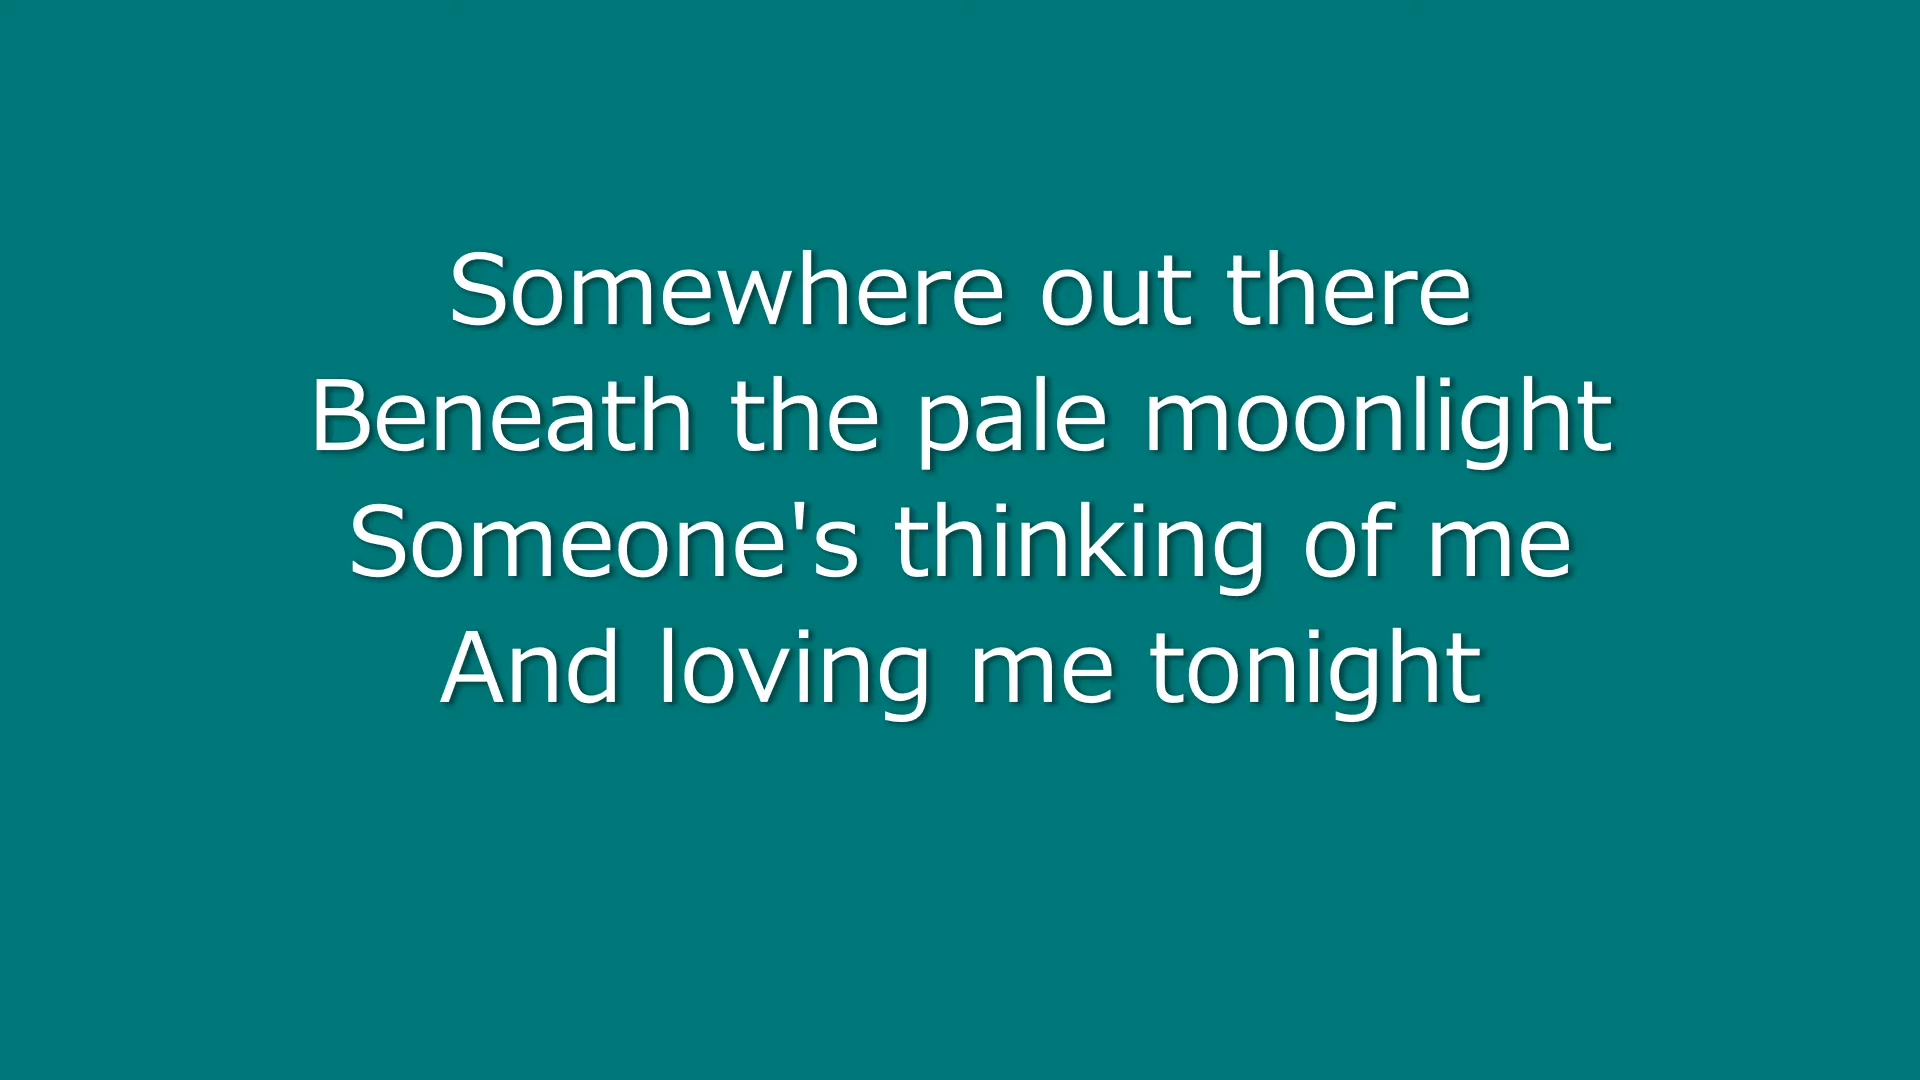 Somewhere out there
Beneath the pale moonlight
Someone's thinking of me
And loving me tonight